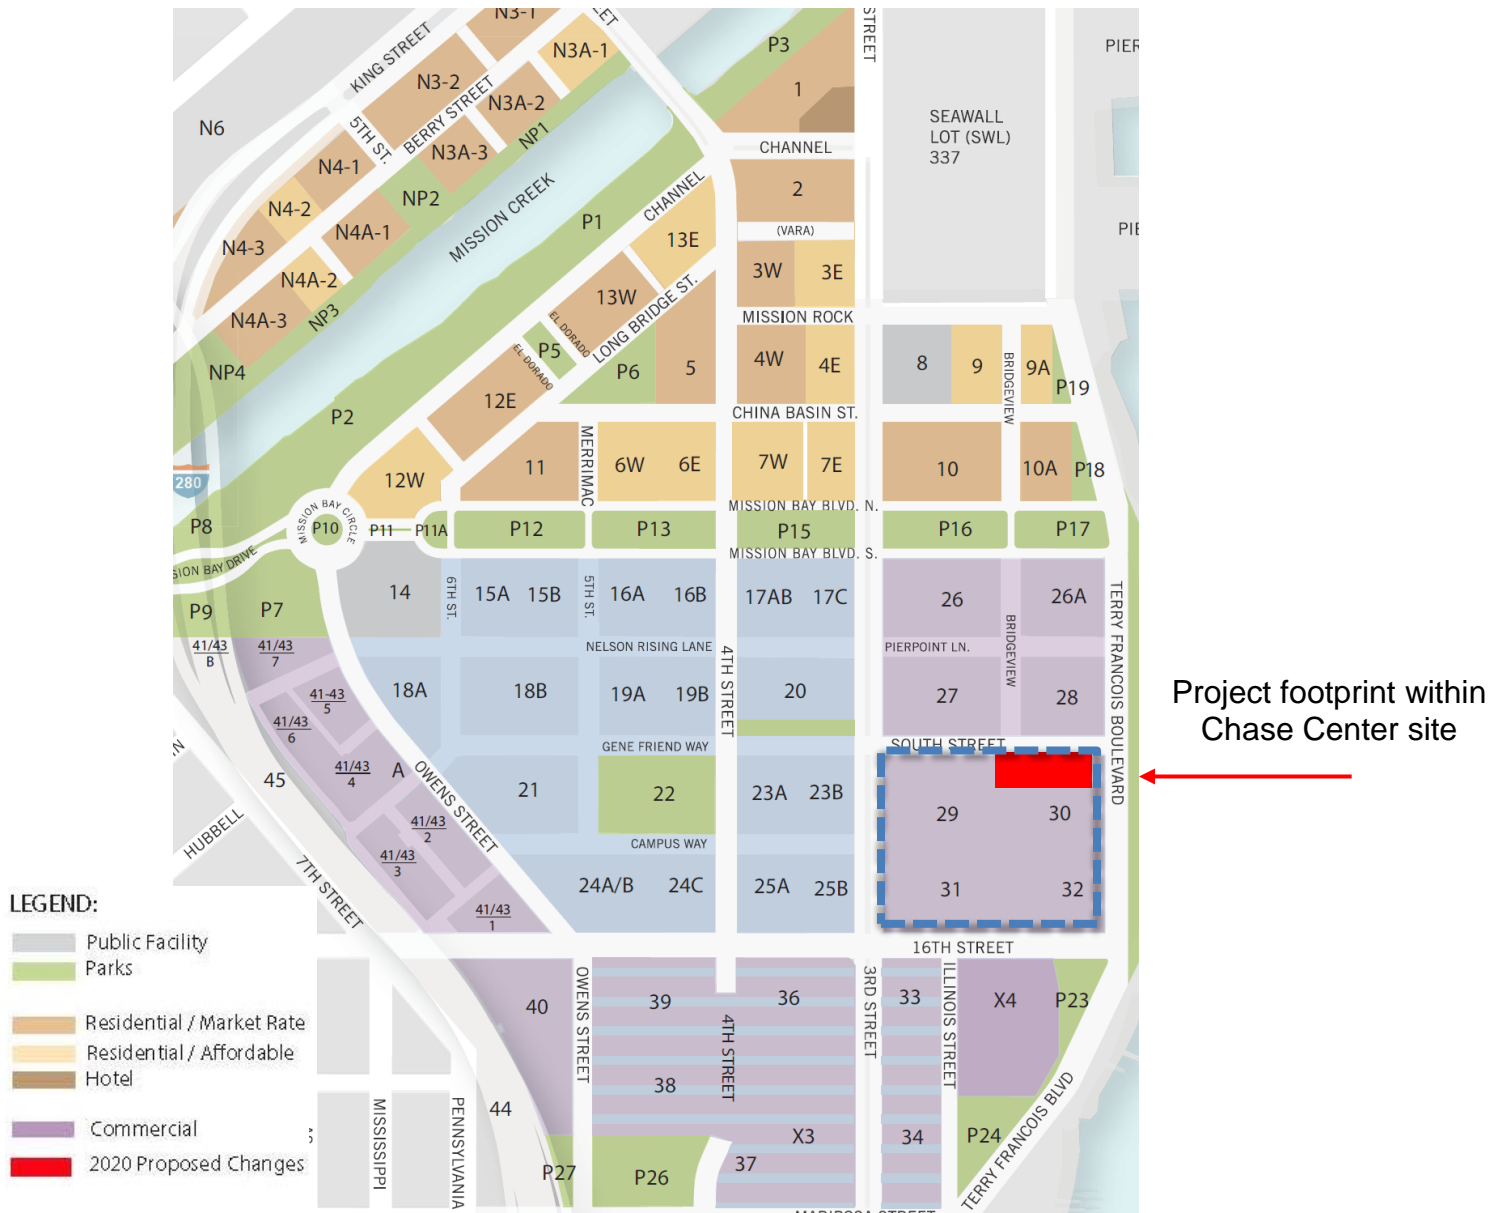 N3-1
STREET
N3A-1
P3
STREET
PIER
KING STREET
N3-2
1
N3A-2
BERRY STREET
N6
5TH ST.
NP1
SEAWALL
LOT (SWL)
337
N3A-3
CHANNEL
N4-1
NP2
MISSION CREEK
CHANNEL
2
N4-2
P1
N4A-1
(VARA)
PIE
N4-3
13E
N4A-2
3W
3E
13W
LONG BRIDGE ST.
N4A-3
NP3
MISSION ROCK
EL DORADO
P5
EL DORADO
NP4
P6
5
4W
4E
8
9
BRIDGEVIEW
9A
P19
12E
P2
CHINA BASIN ST.
MERRIMAC
11
6W
6E
7W
7E
10
10A
P18
280
12W
MISSION BAY BLVD. N.
MISSION BAY CIRCLE
P8
P10
P11
P11A
P12
P13
P15
P16
P17
MISSION BAY BLVD. S.
SION BAY DRIVE
14
6TH ST.
15A
15B
5TH ST.
16A
16B
17AB
17C
26
26A
TERRY FRANCOIS BOULEVARD
P9
P7
41/43
B
41/43
7
NELSON RISING LANE
4TH STREET
PIERPOINT LN.
BRIDGEVIEW
41-43
5
18A
18B
19A
19B
20
27
28
Project footprint within
Chase Center site
41/43
6
41/43
4
A
OWENS STREET
GENE FRIEND WAY
SOUTH STREET
45
21
22
23A
23B
29
30
41/43
2
HUBBELL
CAMPUS WAY
41/43
3
7TH STREET
24A/B
24C
25A
25B
31
32
41/43
1
16TH STREET
LEGEND:
Public Facility
Parks
Residential / Market Rate
Residential / Affordable
Hotel
Commercial
2020 Proposed Changes
40
OWENS STREET
39
36
4TH STREET
3RD STREET
33
ILLINOIS STREET
X4
P23
38
44
MISSISSIPPI
PENNSYLVANIA
X3
37
34
P24
TERRY FRANCOIS BLVD
P27
P26
MARIPOSA STREET